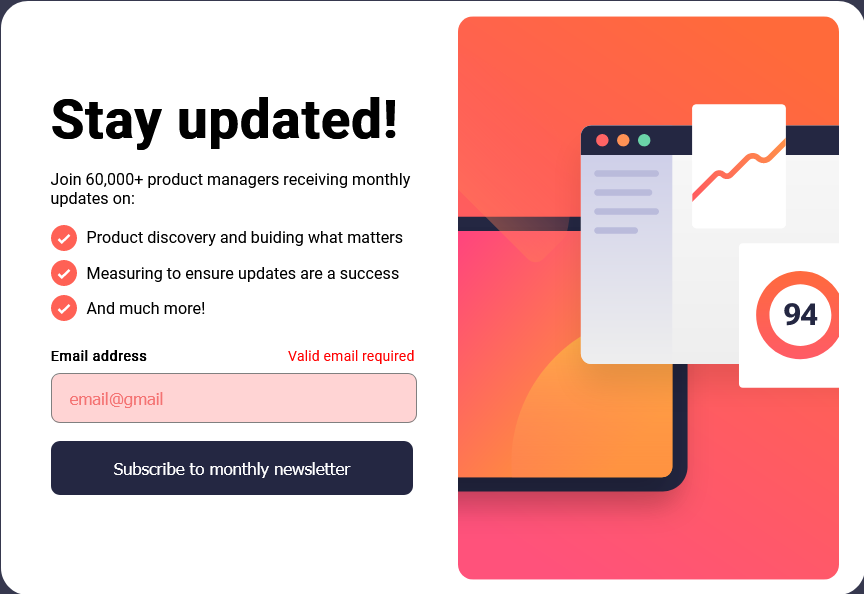 Stay updated!
Join 60,000+ product managers receiving monthly
updates on:
Product discovery and buiding what matters
Measuring to ensure updates are a success
And much more!
Email address
Valid email required
email@gmail
Subscribe to monthly newsletter
94